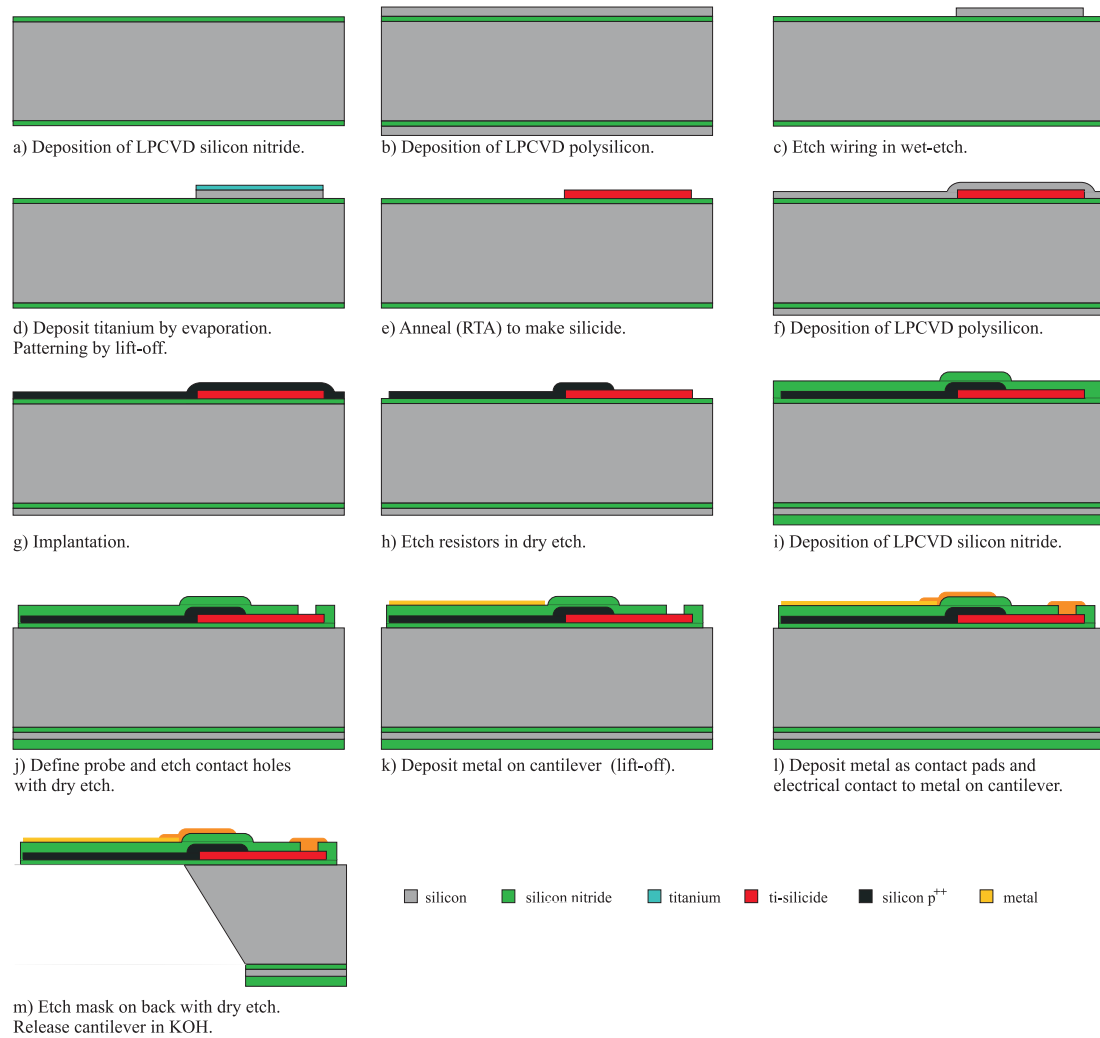 a) Deposition of LPCVD silicon nitride.
b) Deposition of LPCVD polysilicon.
c) Etch wiring in wet-etch.
d) Deposit titanium by evaporation.
Patterning by lift-off.
e) Anneal (RTA) to make silicide.
f) Deposition of LPCVD polysilicon.
g) Implantation.
h) Etch resistors in dry etch.
i) Deposition of LPCVD silicon nitride.
j) Define probe and etch contact holes
with dry etch.
k) Deposit metal on cantilever (lift-off).
l) Deposit metal as contact pads and
electrical contact to metal on cantilever.
silicon
silicon nitride
titanium
ti-silicide
silicon p++
metal
m) Etch mask on back with dry etch.
Release cantilever in KOH.